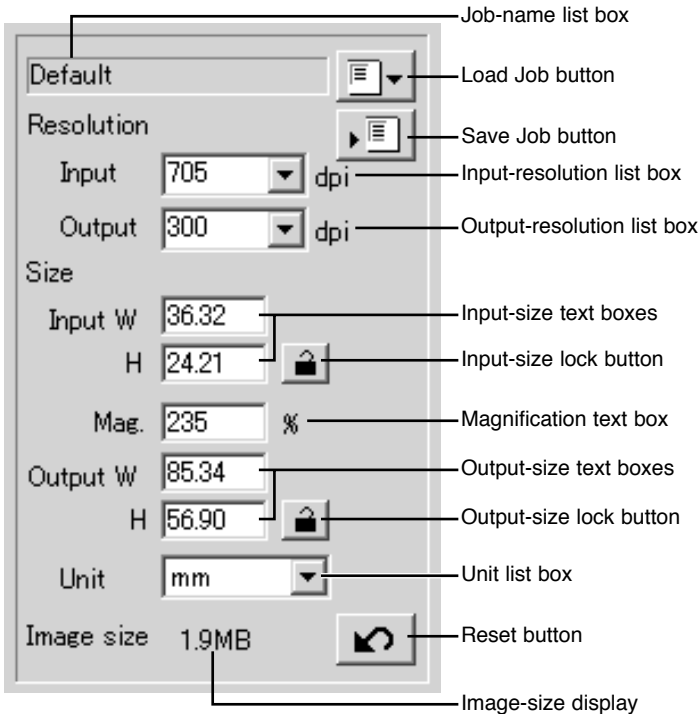 Job-name list box
Default
Load Job button
Resolution
Save Job button
Input 705 dpi
Input-resolution list box
Output 300 dpi
Output-resolution list box
Size
Input W 36.32
Input-size text boxes
H 24.21
Input-size lock button
Mag. 235 %
Magnification text box
Output W 85.34
Output-size text boxes
H 56.90
Output-size lock button
Unit mm
Unit list box
Image size 1.9MB
Reset button
Image-size display